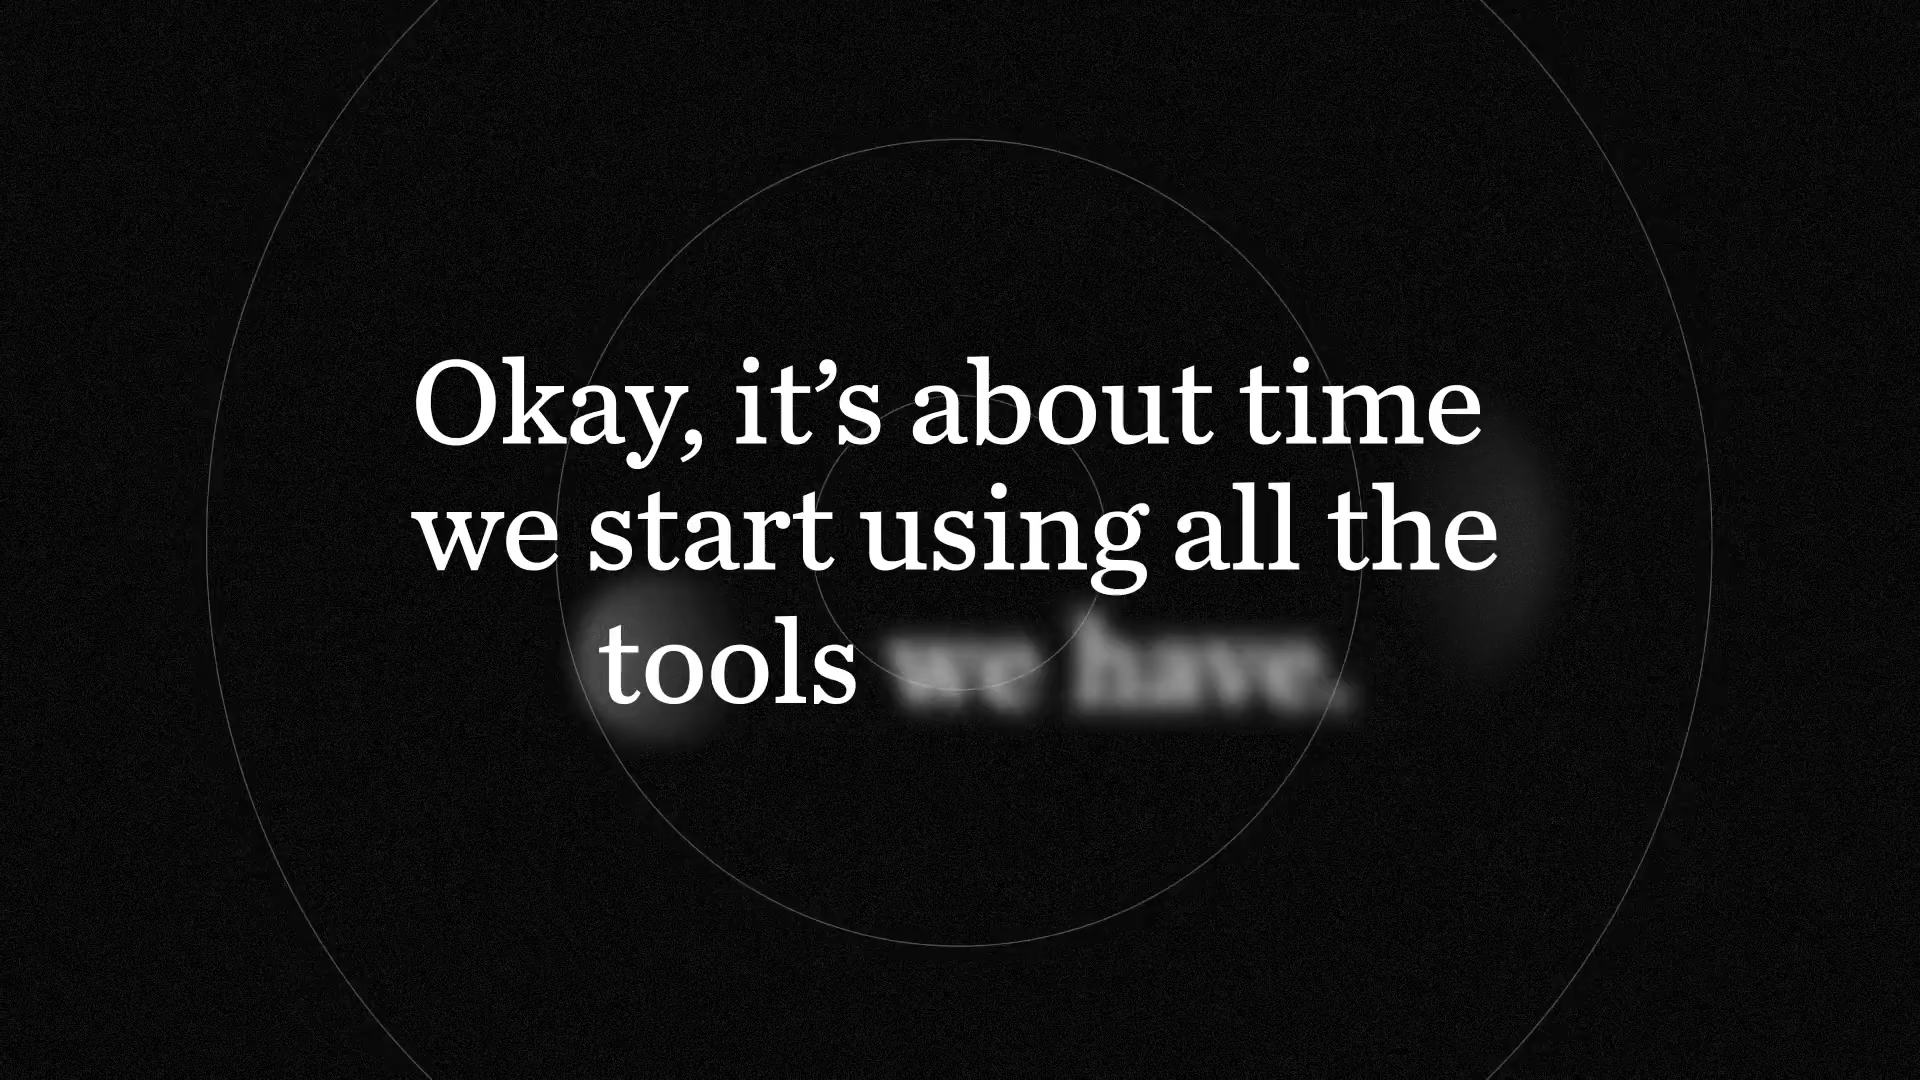 Okay, it’s about time
we start using all the
tools we have.